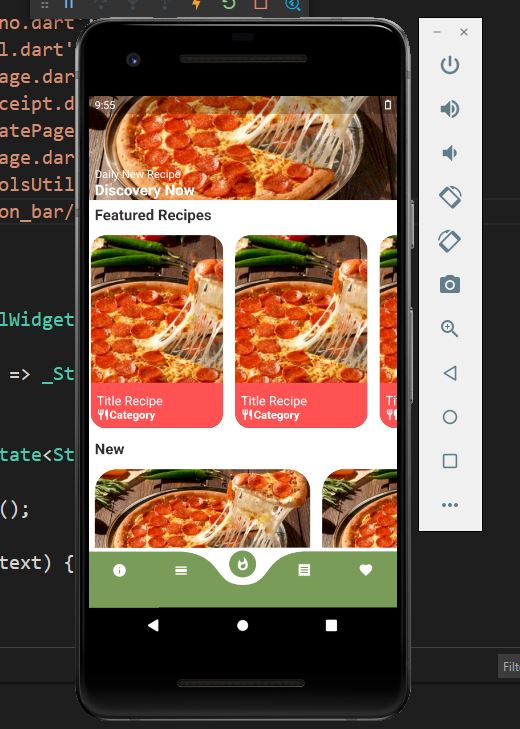 no.dart'
l.dart'
age.dar
ceipt.d
atePage
age.dar
olsUtil
on_bar/
lWidget
=> _St
tate<St
();
text) {
9:55
Daily New Recipe
Discovery Now
Featured Recipes
Title Recipe
Category
Title Recipe
Category
Ti
New
Filte